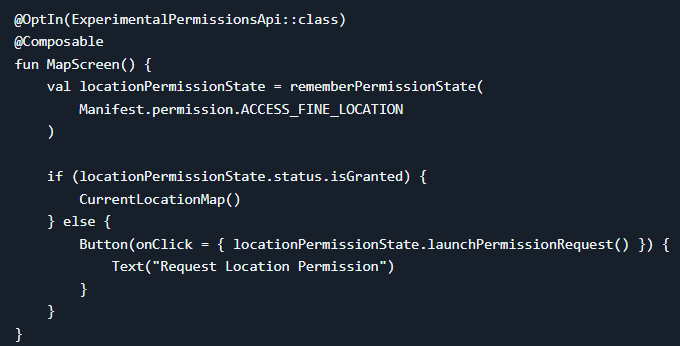 @OptIn(ExperimentalPermissionsApi::class)
@Composable
fun MapScreen() {
    val locationPermissionState = rememberPermissionState(
        Manifest.permission.ACCESS_FINE_LOCATION
    )

    if (locationPermissionState.status.isGranted) {
        CurrentLocationMap()
    } else {
        Button(onClick = { locationPermissionState.launchPermissionRequest() }) {
            Text("Request Location Permission")
        }
    }
}